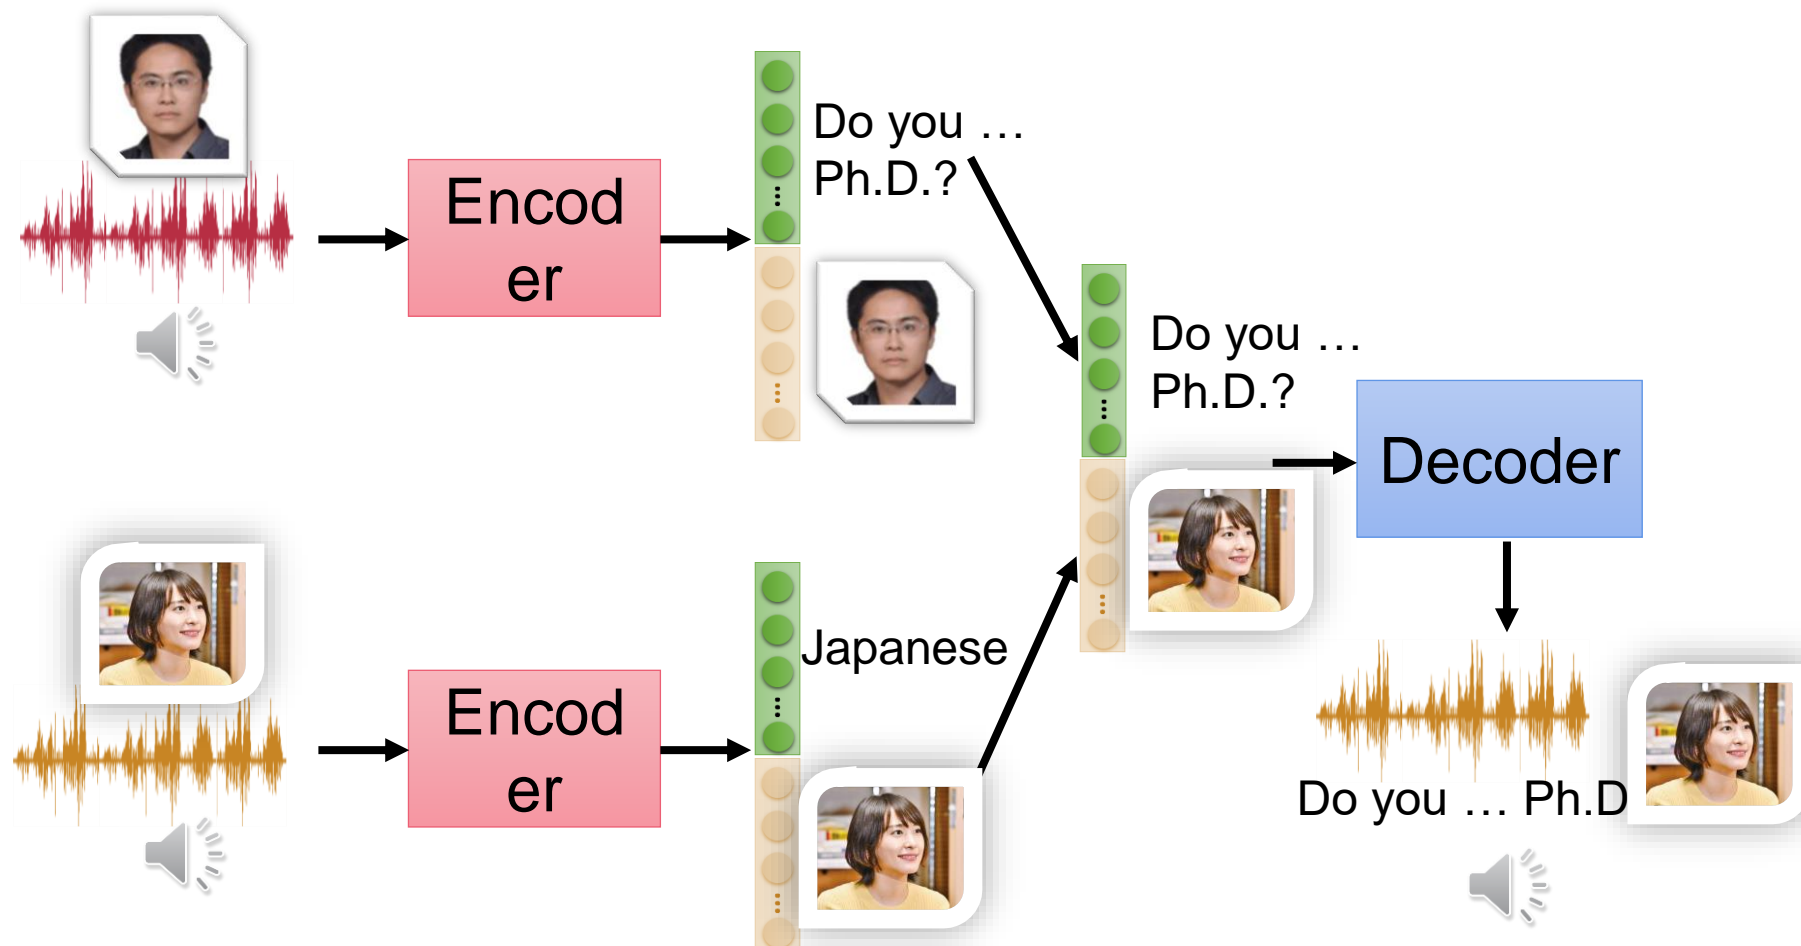 Do you …
Ph.D.?
Encod
er
Do you …
Ph.D.?
Decoder
Japanese
Encod
er
Do you … Ph.D